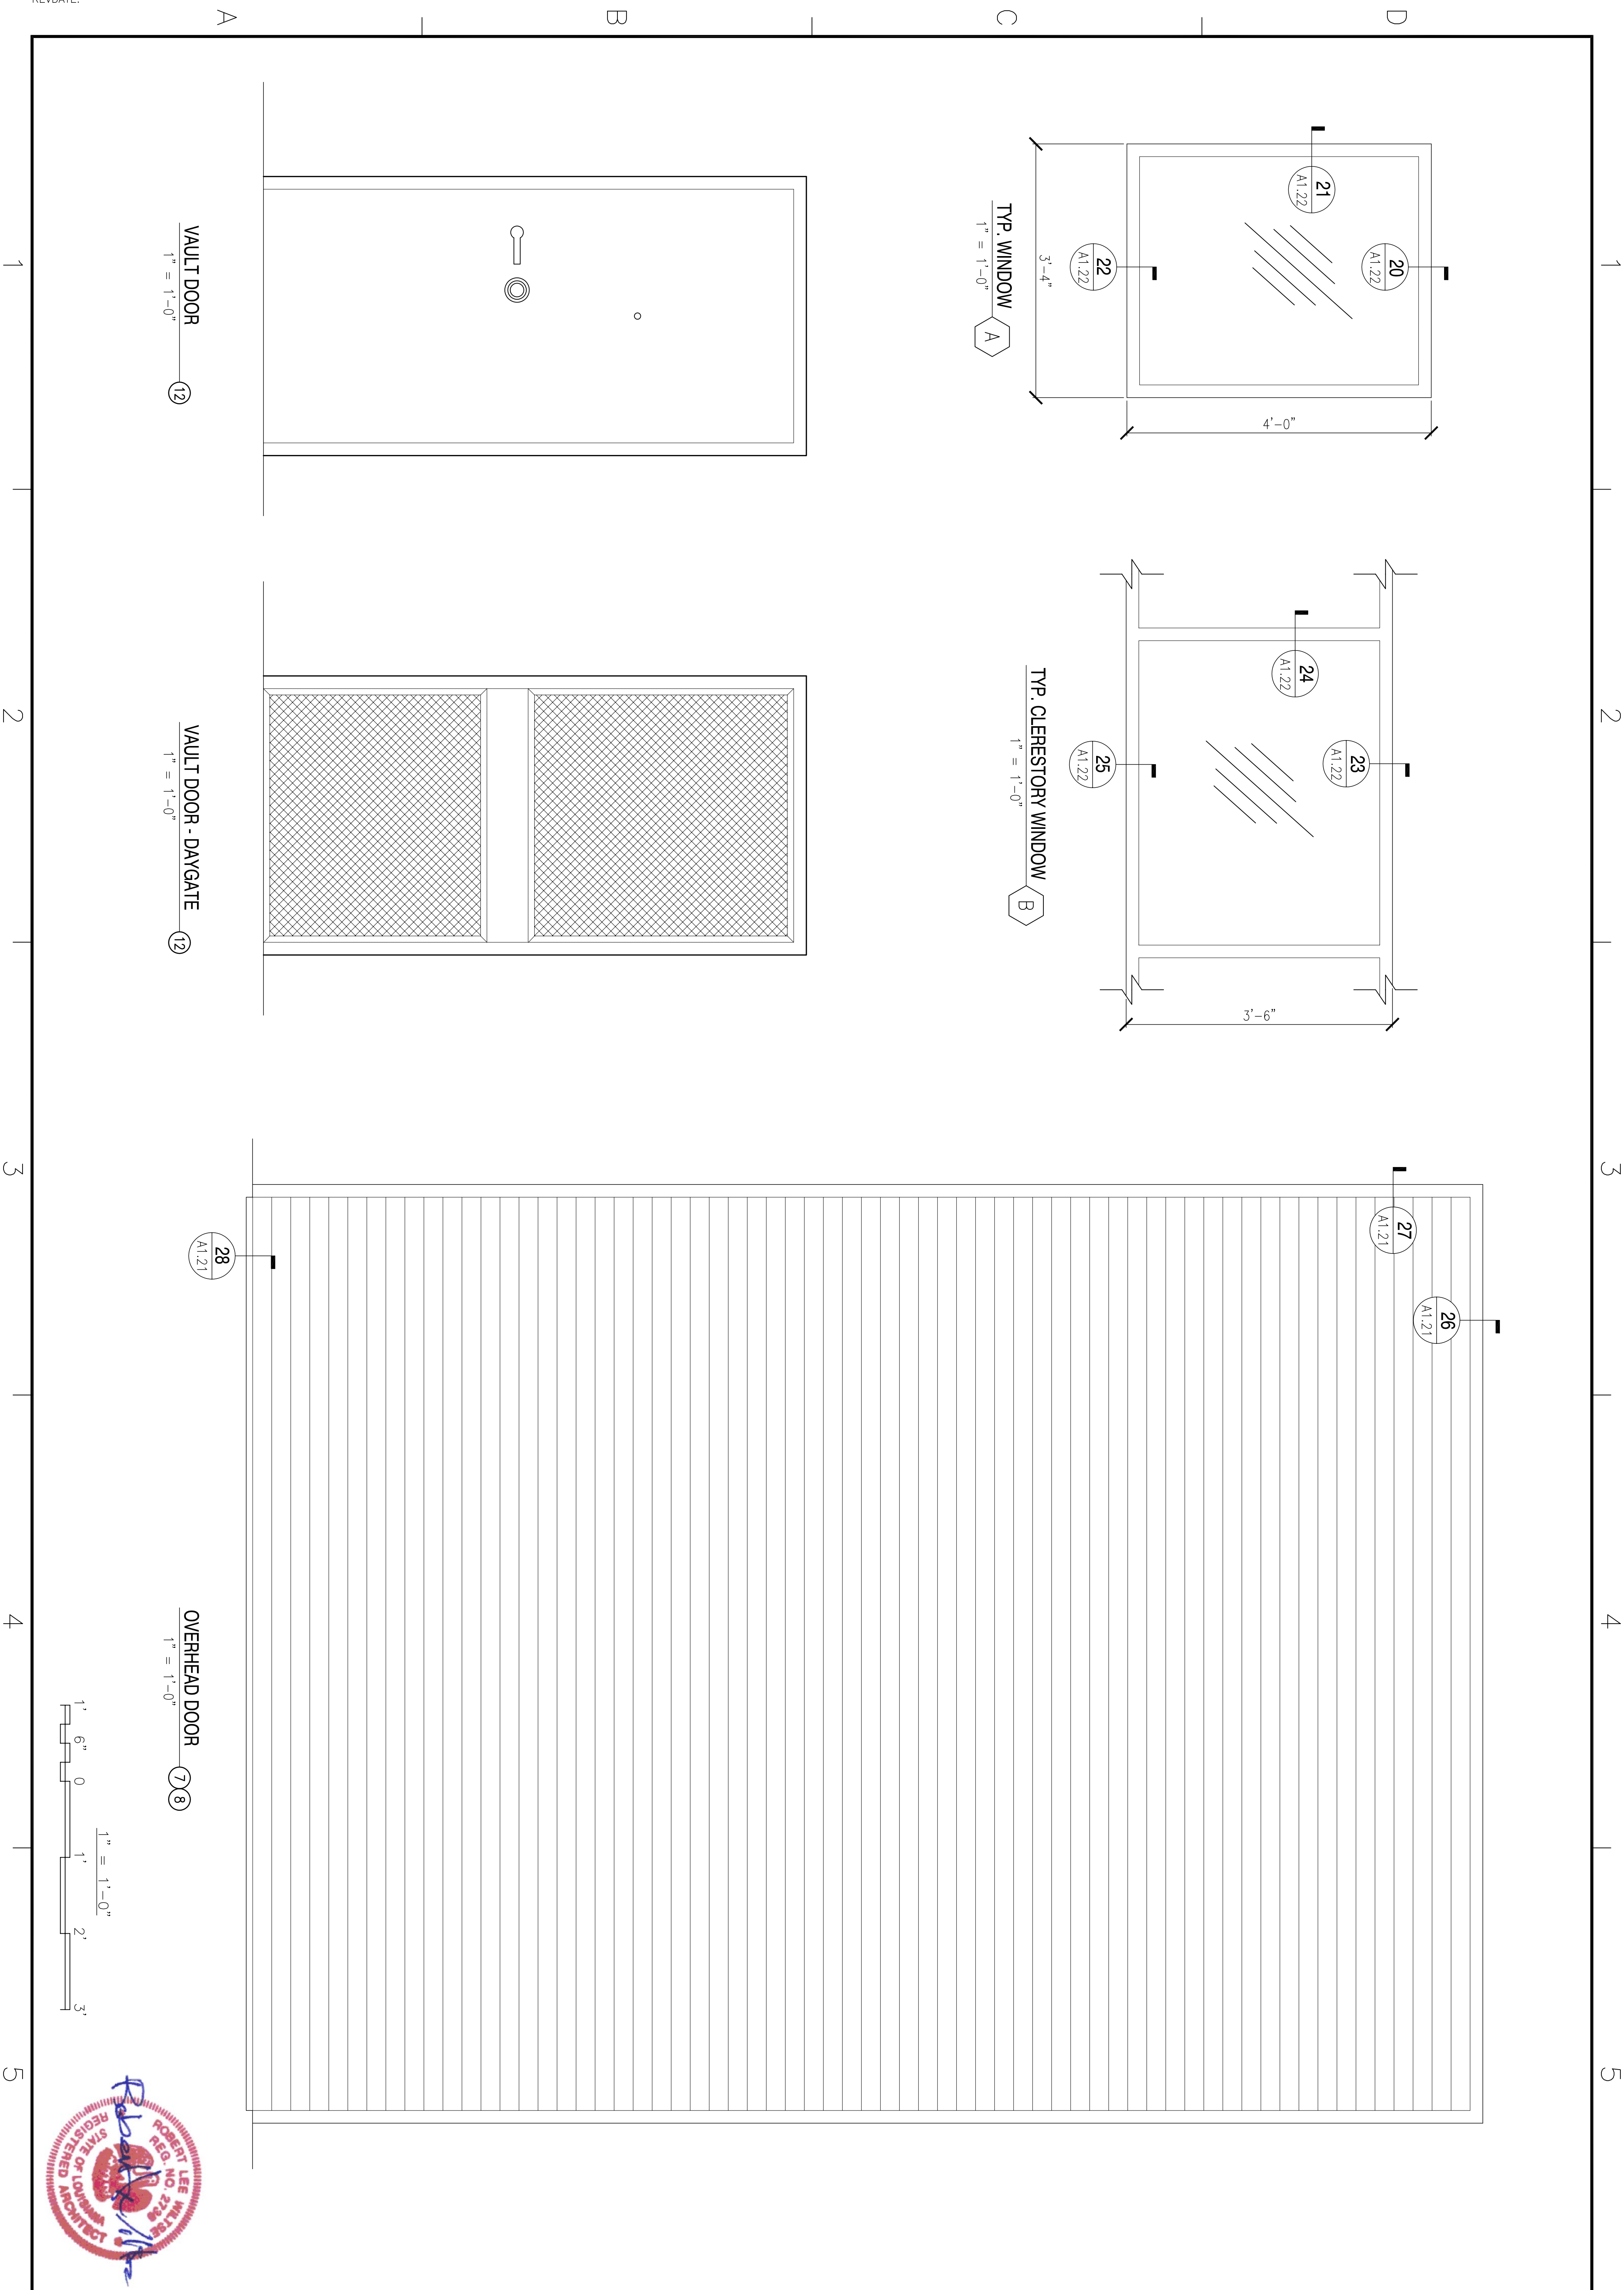 REVDATE:
1
2
3
4
5
D
C
B
A
20
A1.22
21
A1.22
22
A1.22
4'-0"
3'-4"
TYP. WINDOW
A
1" = 1'-0"
23
A1.22
24
A1.22
25
A1.22
3'-6"
TYP. CLERESTORY WINDOW
B
1" = 1'-0"
26
A1.21
27
A1.21
28
A1.21
VAULT DOOR
12
1" = 1'-0"
VAULT DOOR - DAYGATE
12
1" = 1'-0"
OVERHEAD DOOR
7 8
1" = 1'-0"
1" = 1'-0"
1' 6" 0 1' 2' 3'
ROBERT LEE WILTSE
REG. NO. 2736
STATE OF LOUISIANA
REGISTERED ARCHITECT
1
2
3
4
5